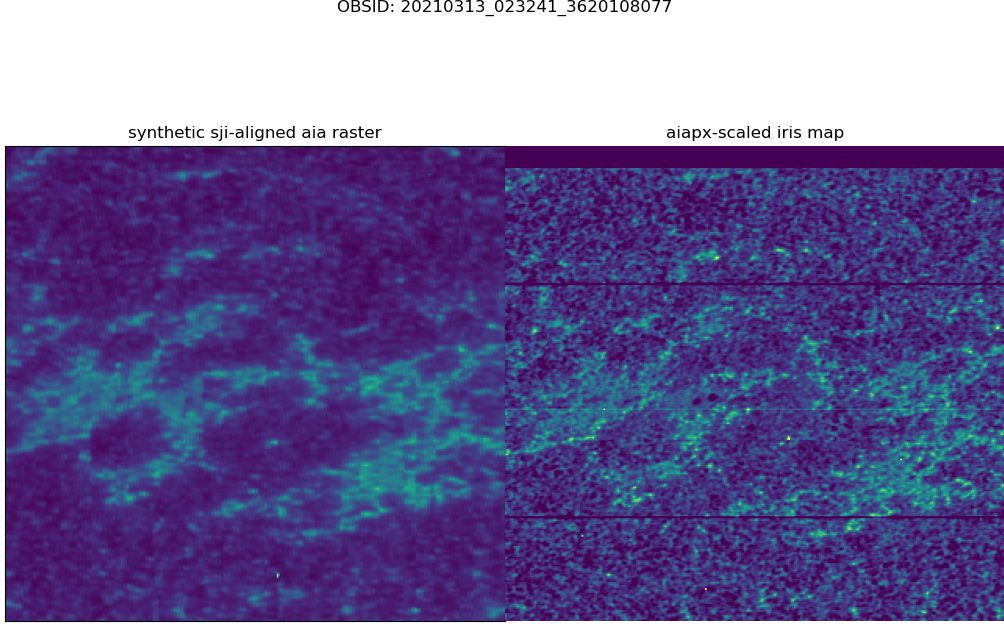 OBSID: 20210313_023241_3620108077
synthetic sji-aligned aia raster
aiapx-scaled iris map